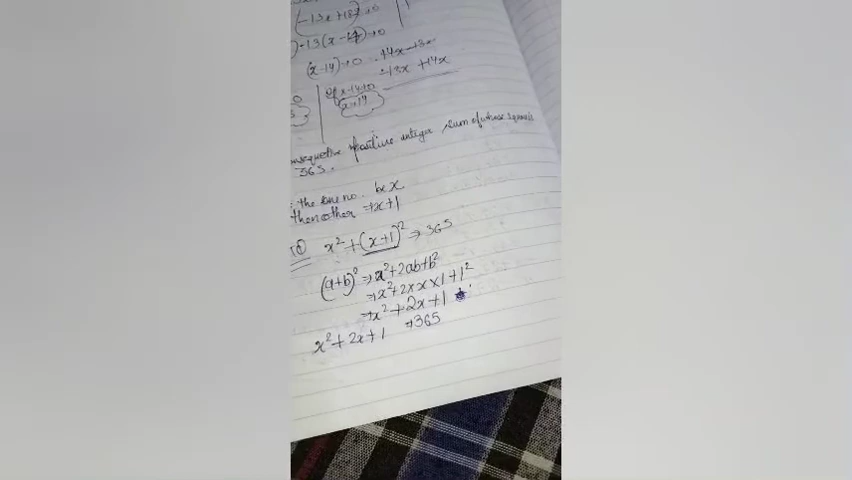 -13x+182=0
-13(x-14)=0
(x-14)=0 +14x-13x
-13x +14x
If x-14=0
x=14
positive integer, sum of whose squares
365.
the one no. be x
then other ⇒x+1
x²+(x+1)²⇒365
(a+b)²⇒a²+2ab+b²
⇒x²+2×x×1+1²
⇒x²+2x+1
x²+2x+1 ⇒365